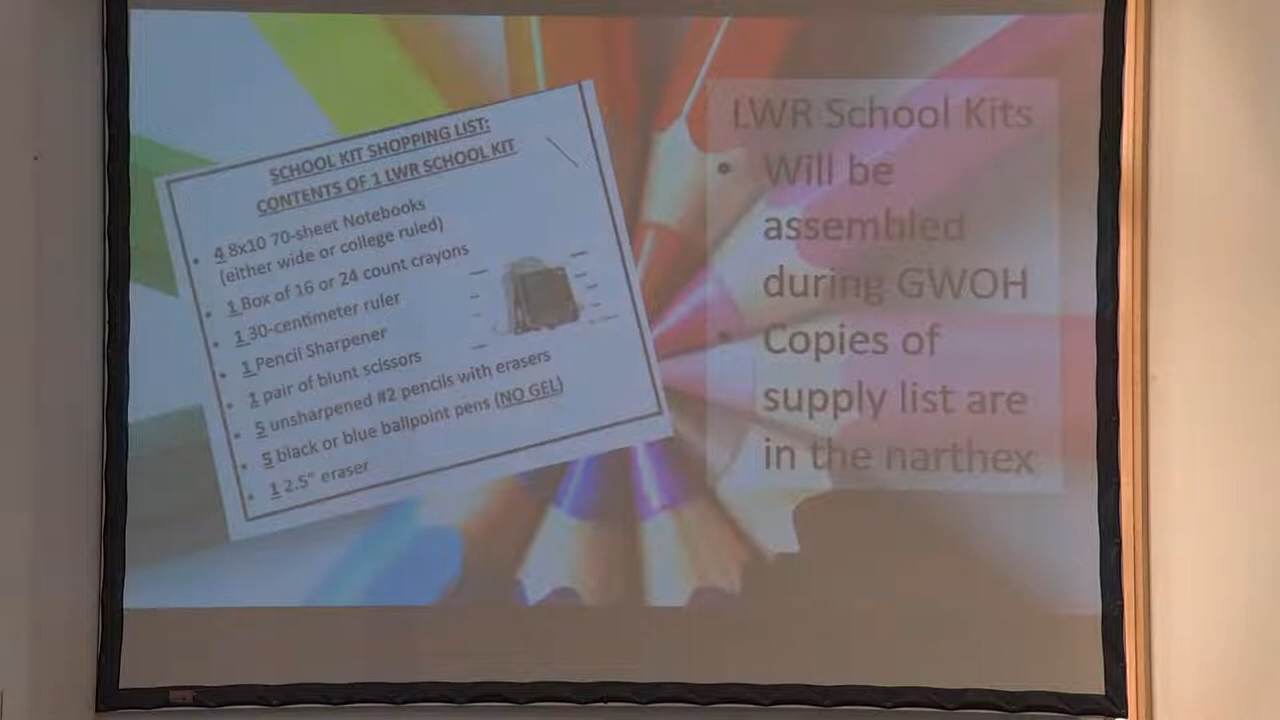 SCHOOL KIT SHOPPING LIST:
CONTENTS OF 1 LWR SCHOOL KIT
• 4 8x10 70-sheet Notebooks
(either wide or college ruled)
• 1 Box of 16 or 24 count crayons
• 1 30-centimeter ruler
• 1 Pencil Sharpener
• 1 pair of blunt scissors
• 5 unsharpened #2 pencils with erasers
• 5 black or blue ballpoint pens (NO GEL)
• 1 2.5" eraser
LWR School Kits
• Will be
assembled
during GWOH
• Copies of
supply list are
in the narthex